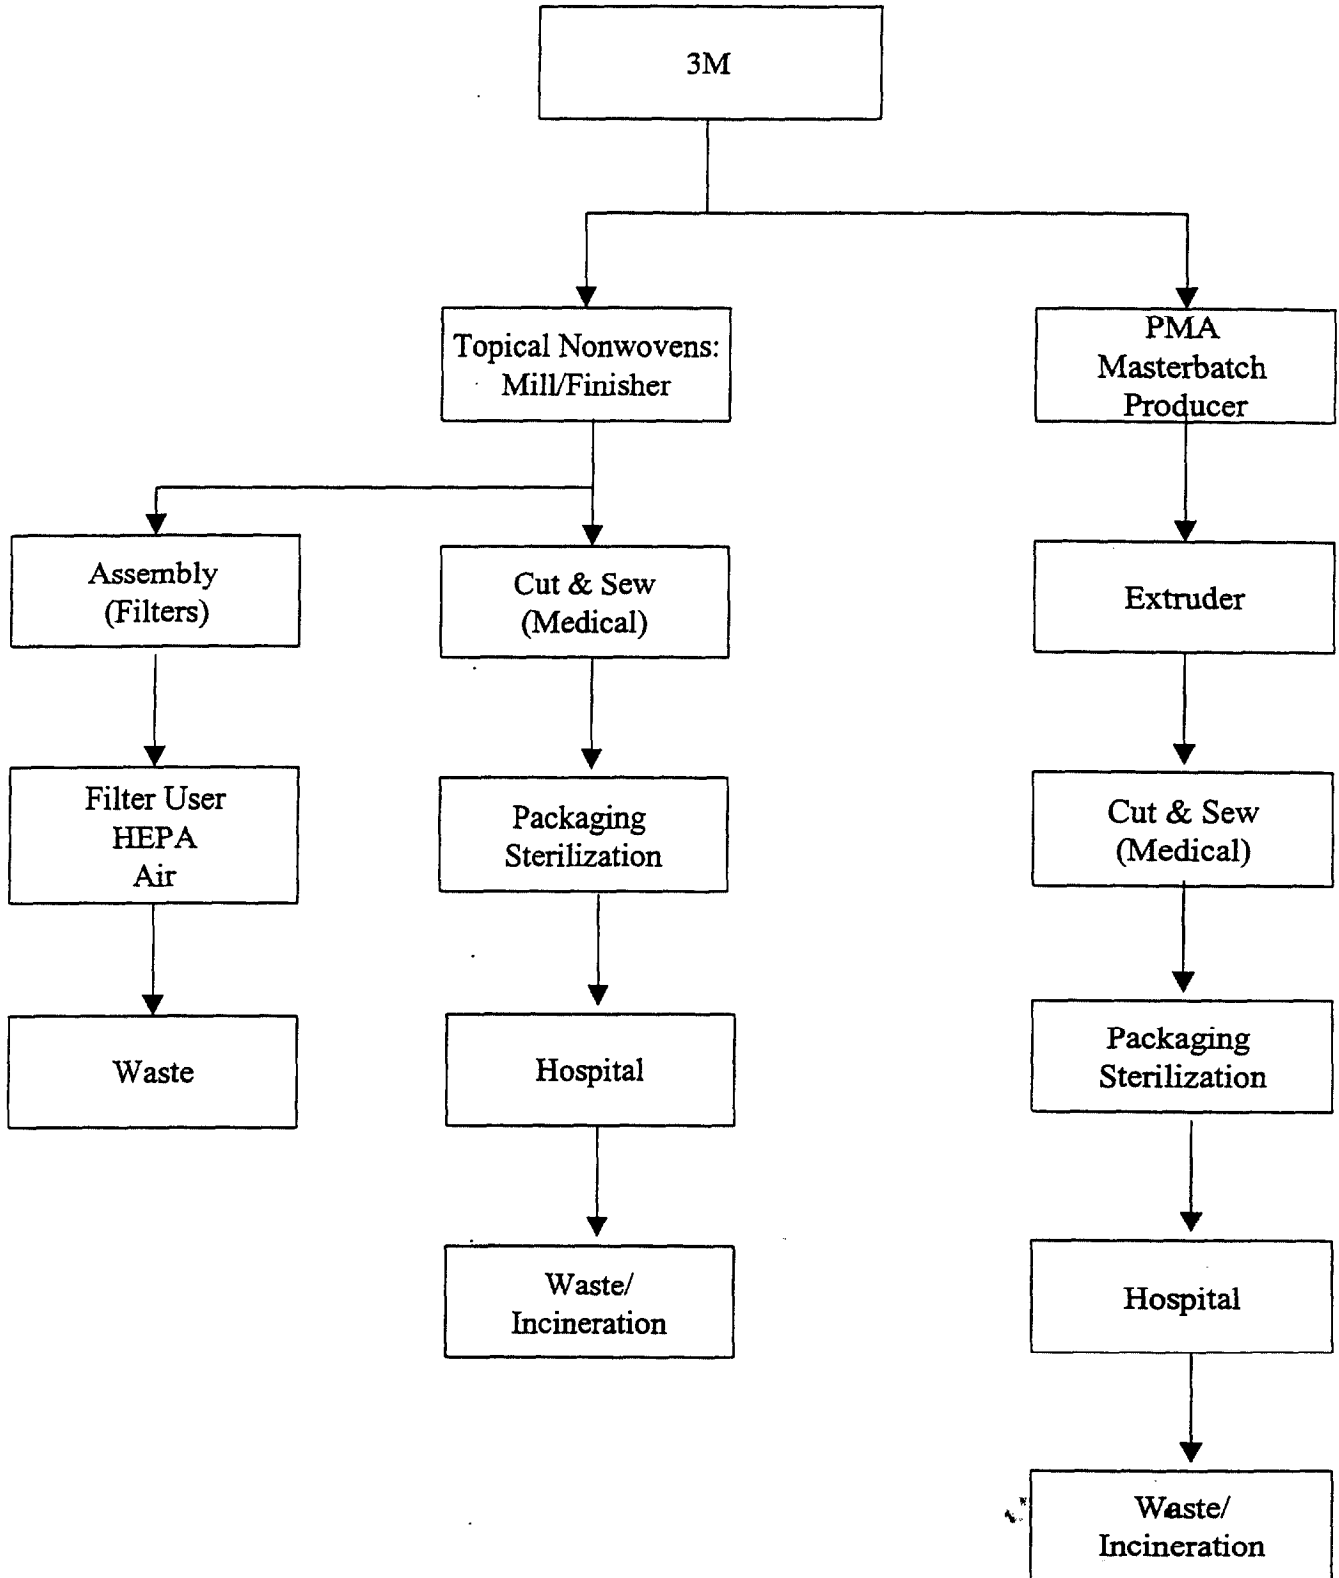 3M
Topical Nonwovens:
Mill/Finisher
PMA
Masterbatch
Producer
Assembly
(Filters)
Cut & Sew
(Medical)
Extruder
Filter User
HEPA
Air
Packaging
Sterilization
Cut & Sew
(Medical)
Waste
Hospital
Packaging
Sterilization
Waste/
Incineration
Hospital
Waste/
Incineration